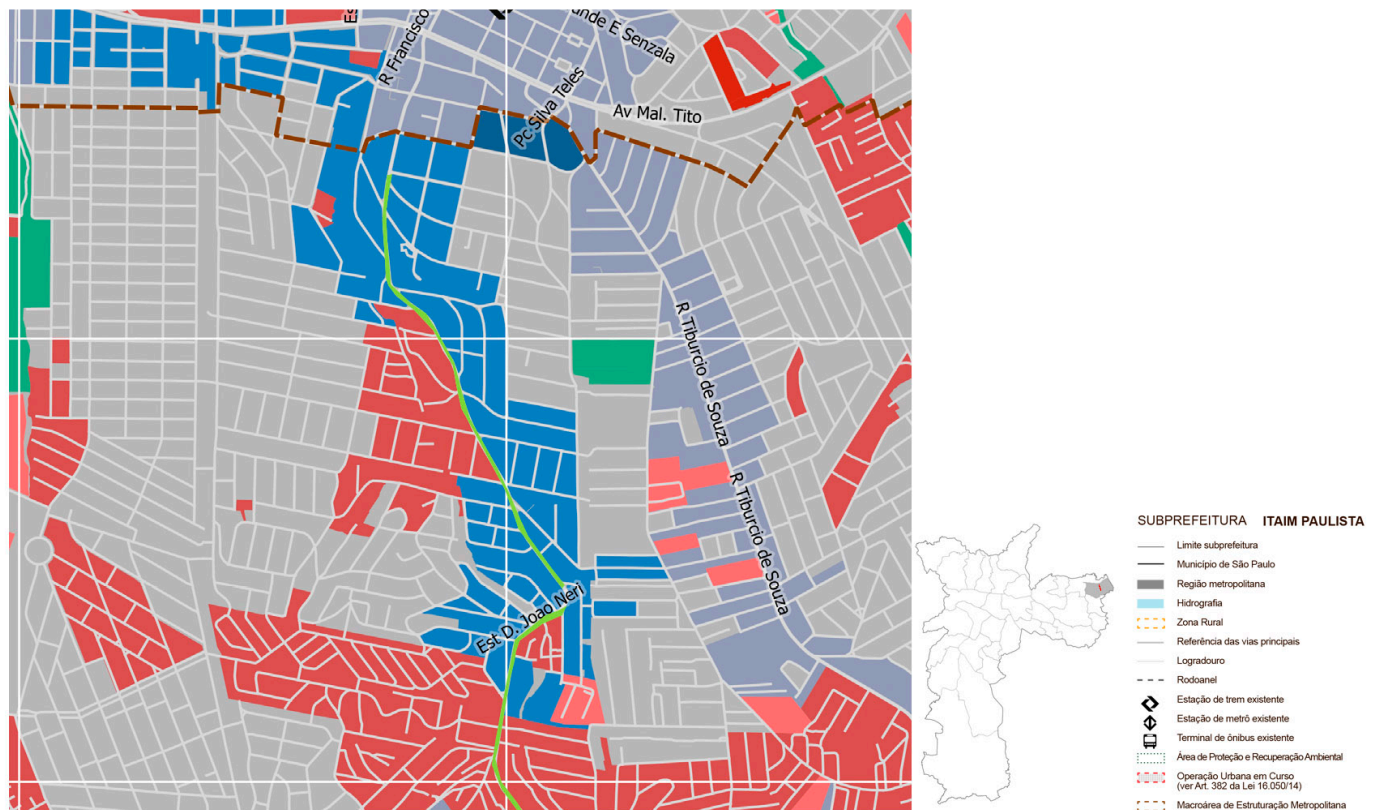 Es
R Francisco
unde E Senzala
Pc Silva Teles
Av Mal. Tito
R Tiburcio de Souza
R Tiburcio de Souza
Est D. Joao Neri
SUBPREFEITURA ITAIM PAULISTA
Limite subprefeitura
Município de São Paulo
Região metropolitana
Hidrografia
Zona Rural
Referência das vias principais
Logradouro
Rodoanel
Estação de trem existente
Estação de metrô existente
Terminal de ônibus existente
Área de Proteção e Recuperação Ambiental
Operação Urbana em Curso
(ver Art. 382 da Lei 16.050/14)
Macroárea de Estruturação Metropolitana